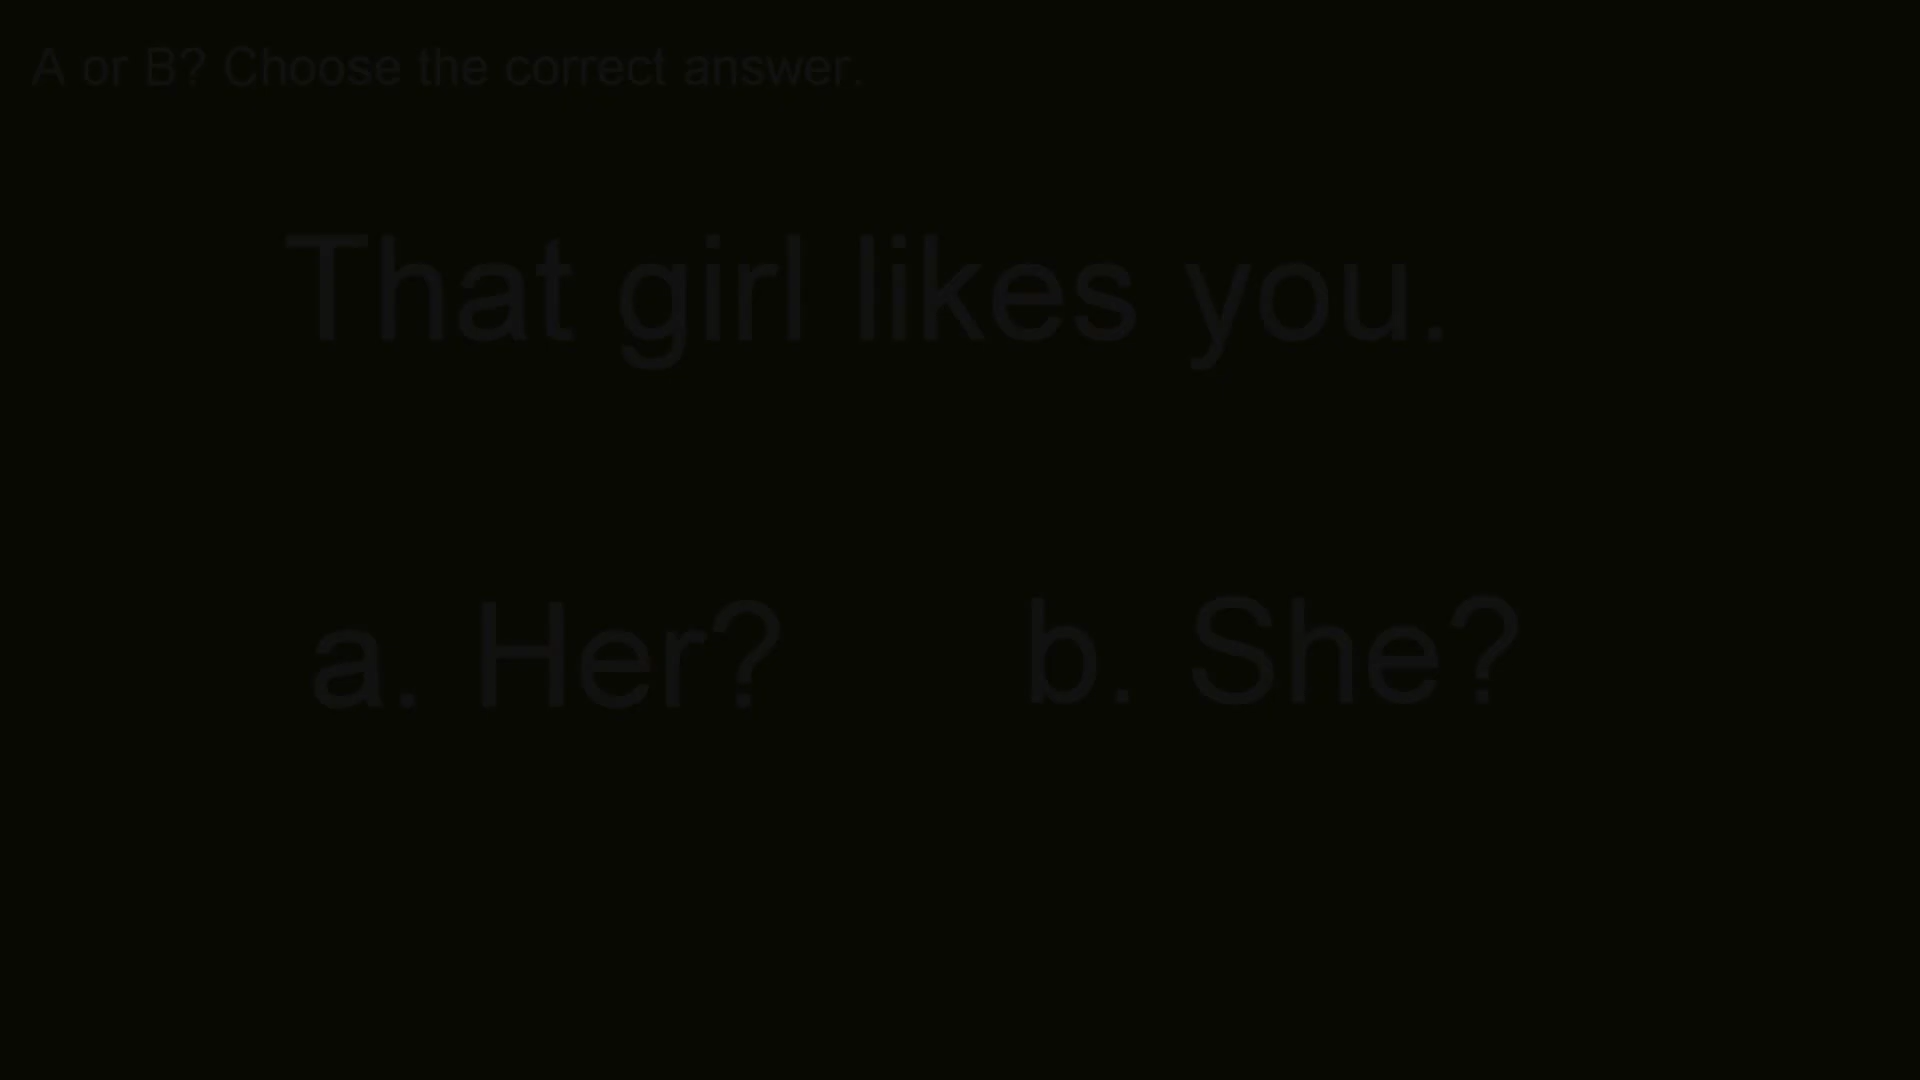 A or B? Choose the correct answer.
That girl likes you.
a. Her? b. She?